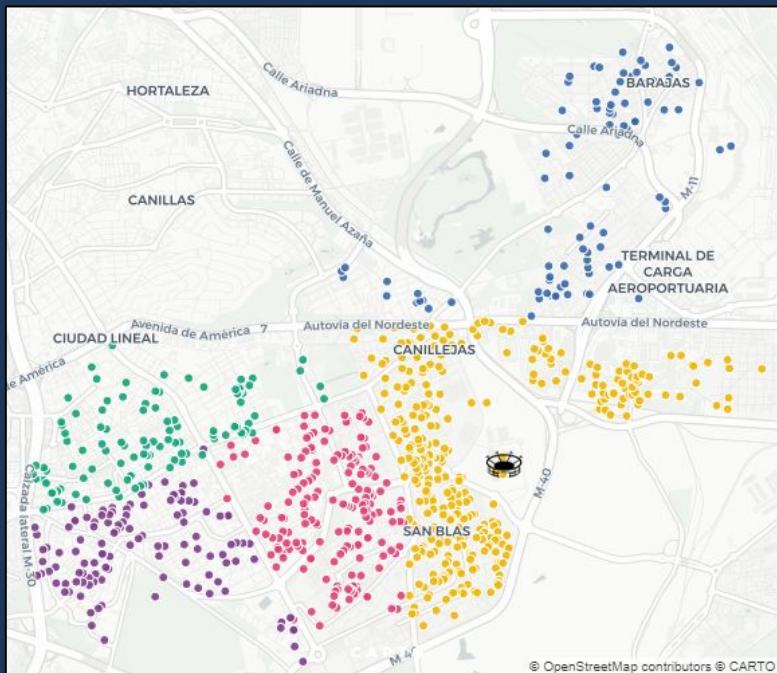 HORTALEZA
Calle Ariadna
BARAJAS
Calle Ariadna
Calle de Manuel Azaña
CANILLAS
M-11
TERMINAL DE
CARGA
AEROPORTUARIA
CIUDAD LINEAL
Avenida de América 7
Autovía del Nordeste
Autovía del Nordeste
CANILLEJAS
de América
Calzada lateral M-30
M-40
SAN BLAS
M 40
CARTO
© OpenStreetMap contributors © CARTO